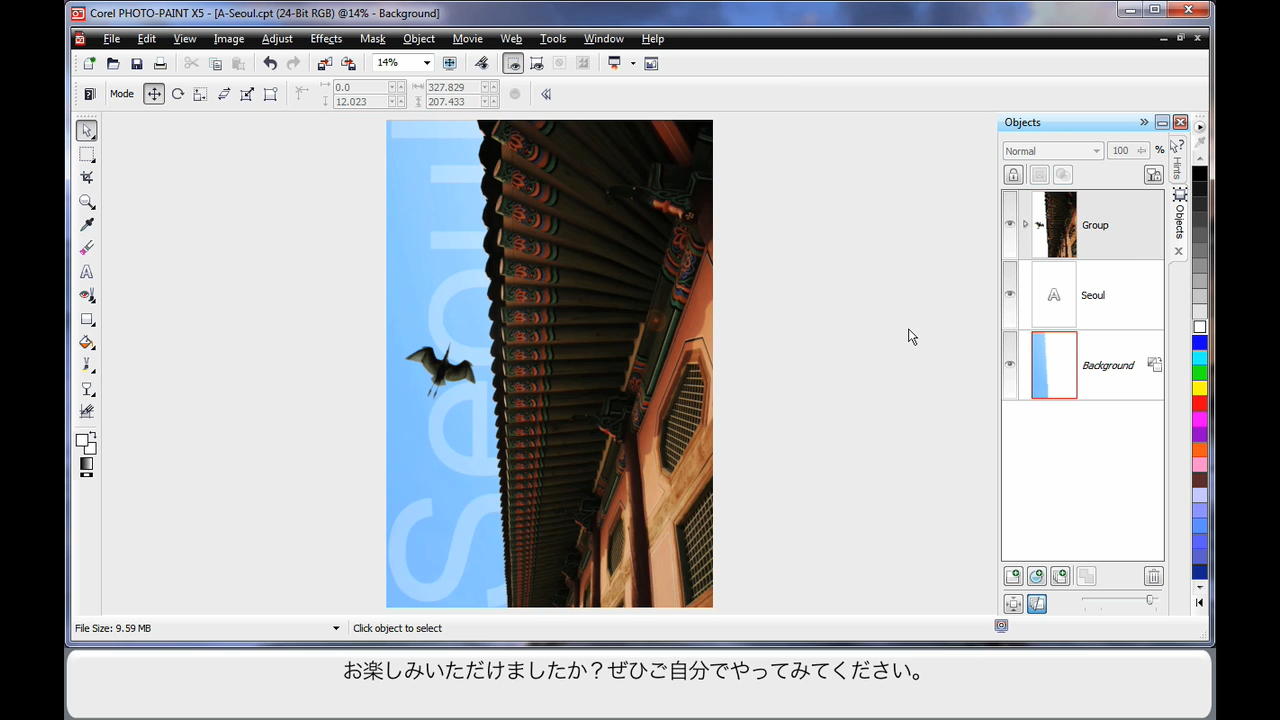 Corel PHOTO-PAINT X5 - [A-Seoul.cpt (24-Bit RGB) @14% - Background]
File Edit View Image Adjust Effects Mask Object Movie Web Tools Window Help
14%
Mode 0.0 327.829
12.023 207.433
Objects
Normal 100 %
Hints
Objects
Group
Seoul
Background
Seoul
File Size: 9.59 MB Click object to select
お楽しみいただけましたか？ぜひご自分でやってみてください。